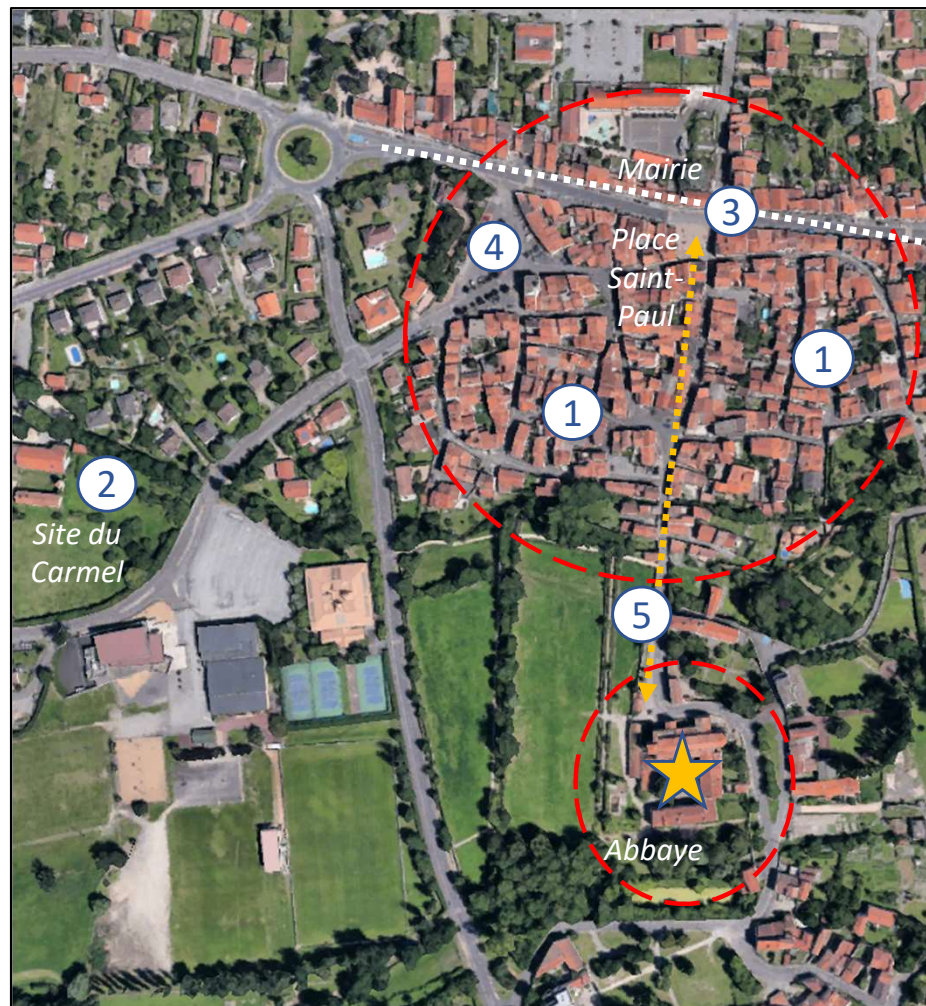 Mairie
3
4
Place
Saint-
Paul
1
1
2
Site du
Carmel
5
Abbaye